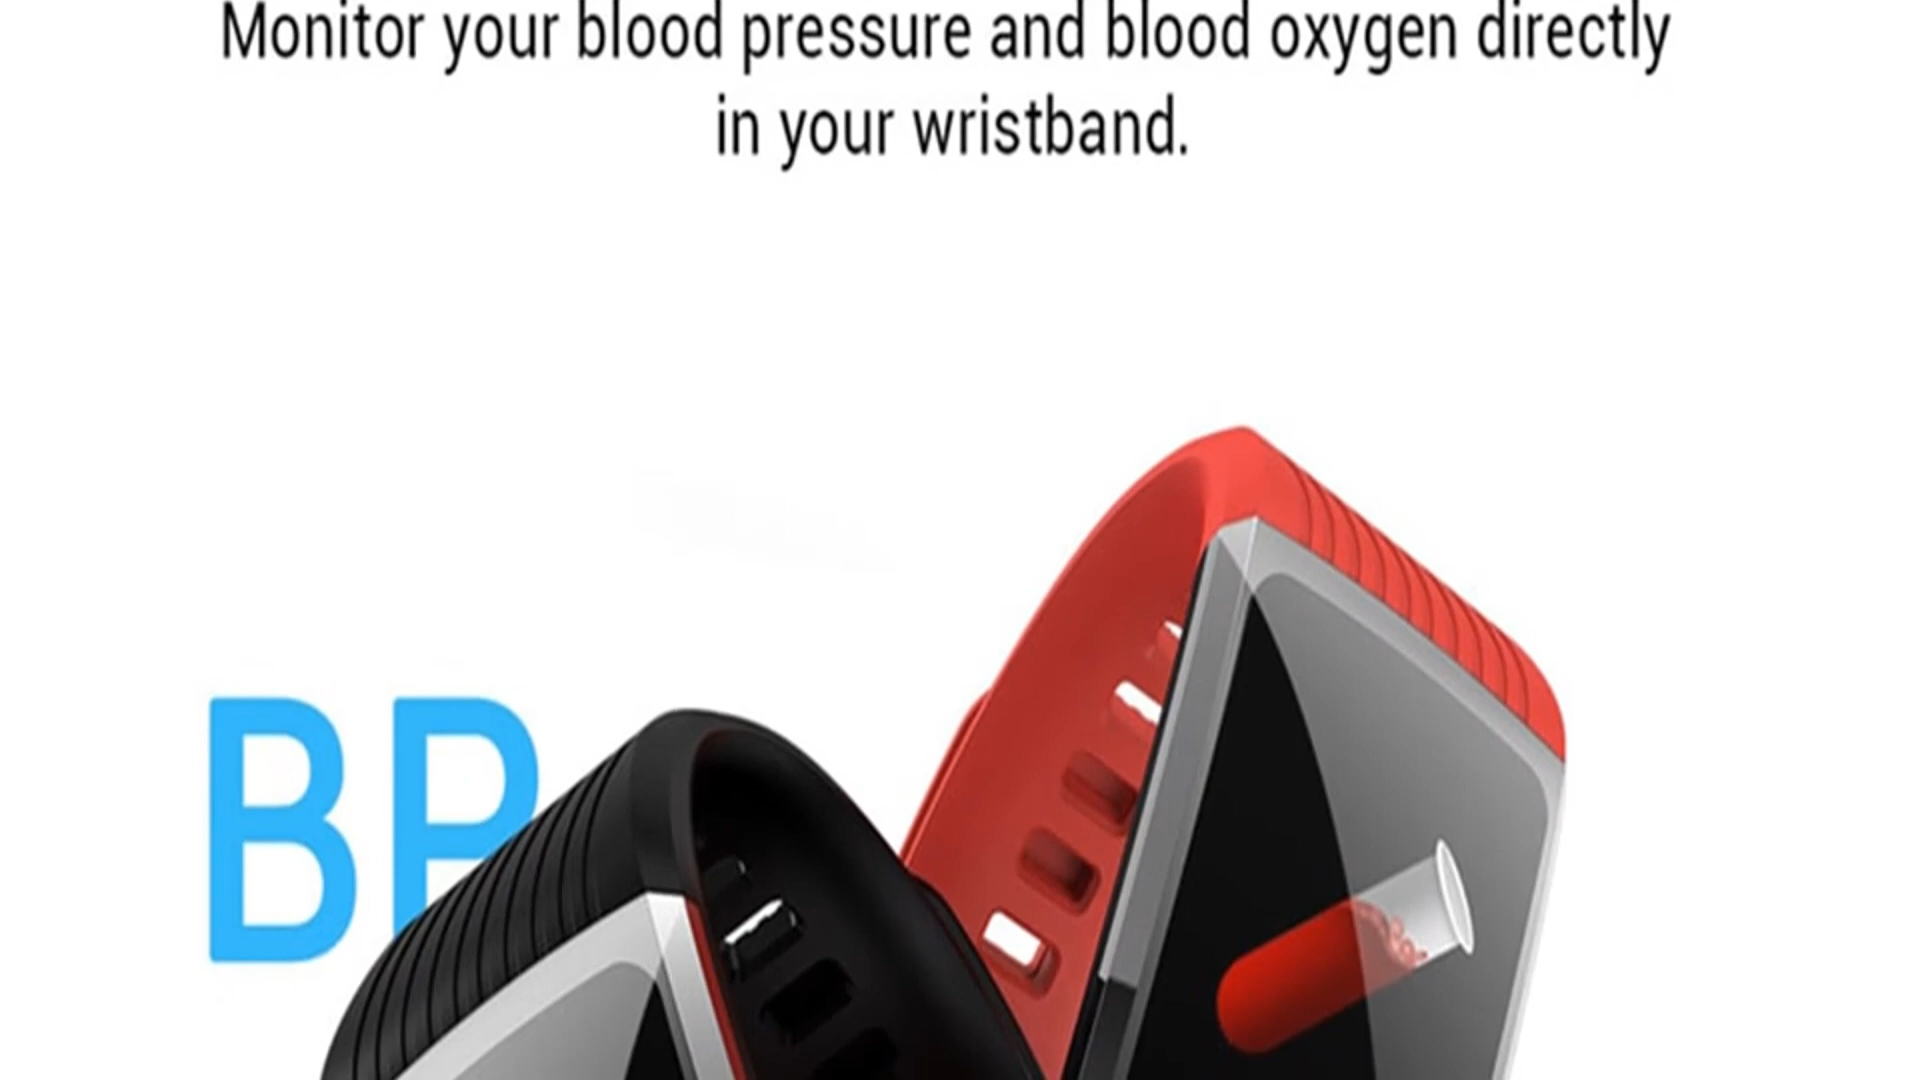 Monitor your blood pressure and blood oxygen directly
in your wristband.
BP